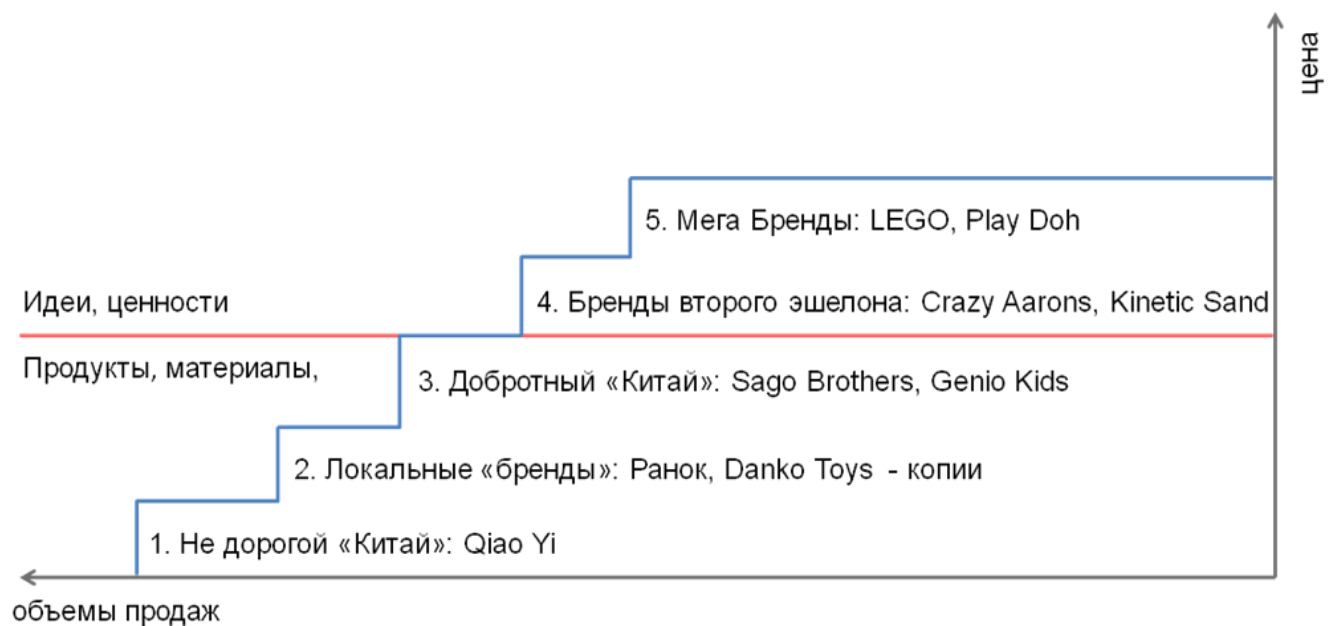 цена
5. Мега Бренды: LEGO, Play Doh
Идеи, ценности
4. Бренды второго эшелона: Crazy Aarons, Kinetic Sand
Продукты, материалы,
3. Добротный «Китай»: Sago Brothers, Genio Kids
2. Локальные «бренды»: Ранок, Danko Toys - копии
1. Не дорогой «Китай»: Qiao Yi
объемы продаж